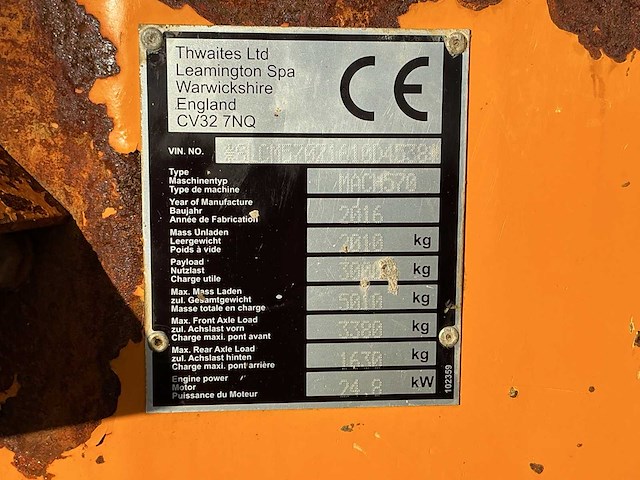 Thwaites Ltd
Leamington Spa
Warwickshire
England
CV32 7NQ
CE
VIN. NO.
Type
Maschinentyp
Type de machine
MACH570
Year of Manufacture
Baujahr
Année de Fabrication
2016
Mass Unladen
Leergewicht
Poids à vide
kg
Payload
Nutzlast
Charge utile
kg
Max. Mass Laden
zul. Gesamtgewicht
Masse totale en charge
5010 kg
Max. Front Axle Load
zul. Achslast vorn
Charge maxi. pont avant
3380 kg
Max. Rear Axle Load
zul. Achslast hinten
Charge maxi. pont arrière
1630 kg
Engine power
Motor
Puissance du Moteur
24.8 kW
102359